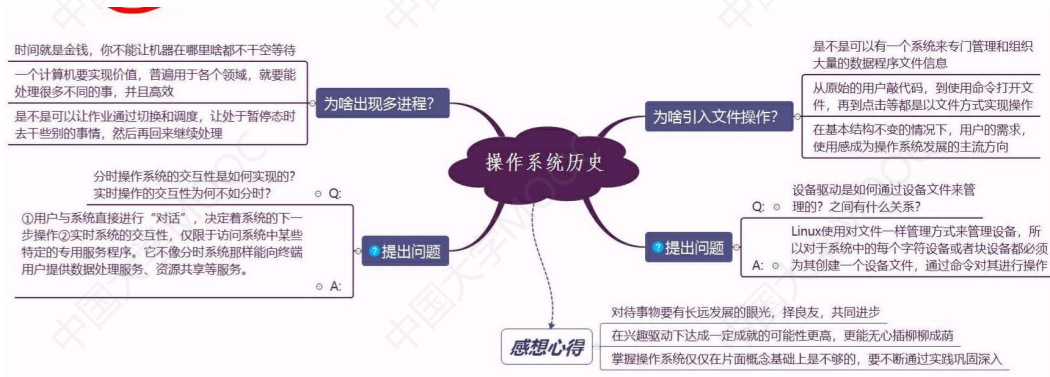 操作系统历史
为啥出现多进程？
时间就是金钱，你不能让机器在哪里啥都不干空等待
一个计算机要实现价值，普遍用于各个领域，就要能
处理很多不同的事，并且高效
是不是可以让作业通过切换和调度，让处于暂停态时
去干些别的事情，然后再回来继续处理
提出问题
分时操作系统的交互性是如何实现的？
实时操作的交互性为何不如分时？
Q:
①用户与系统直接进行“对话”，决定着系统的下一
步操作②实时系统的交互性，仅限于访问系统中某些
特定的专用服务程序。它不像分时系统那样能向终端
用户提供数据处理服务、资源共享等服务。
A:
为啥引入文件操作？
是不是可以有一个系统来专门管理和组织
大量的数据程序文件信息
从原始的用户敲代码，到使用命令打开文
件，再到点击等都是以文件方式实现操作
在基本结构不变的情况下，用户的需求，
使用感成为操作系统发展的主流方向
提出问题
设备驱动是如何通过设备文件来管
Q: 理的？之间有什么关系？
Linux使用对文件一样管理方式来管理设备，所
以对于系统中的每个字符设备或者块设备都必须
A: 为其创建一个设备文件，通过命令对其进行操作
感想心得
对待事物要有长远发展的眼光，择良友，共同进步
在兴趣驱动下达成一定成就的可能性更高，更能无心插柳柳成荫
掌握操作系统仅仅在片面概念基础上是不够的，要不断通过实践巩固深入
中国大学MOOC